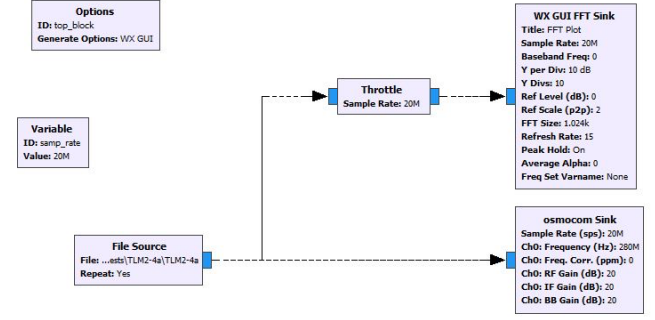 Options
ID: top_block
Generate Options: WX GUI
WX GUI FFT Sink
Title: FFT Plot
Sample Rate: 20M
Baseband Freq: 0
Y per Div: 10 dB
Y Divs: 10
Ref Level (dB): 0
Ref Scale (p2p): 2
FFT Size: 1.024k
Refresh Rate: 15
Peak Hold: On
Average Alpha: 0
Freq Set Varname: None
Throttle
Sample Rate: 20M
Variable
ID: samp_rate
Value: 20M
File Source
File: ...ests\TLM2-4a\TLM2-4a
Repeat: Yes
osmocom Sink
Sample Rate (sps): 20M
Ch0: Frequency (Hz): 280M
Ch0: Freq. Corr. (ppm): 0
Ch0: RF Gain (dB): 20
Ch0: IF Gain (dB): 20
Ch0: BB Gain (dB): 20